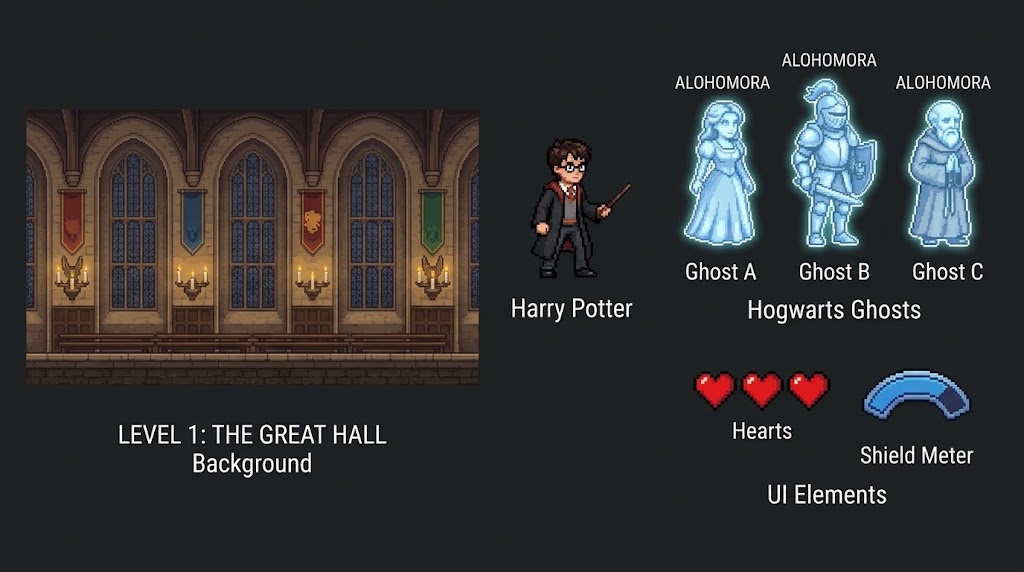 ALOHOMORA
ALOHOMORA
ALOHOMORA
Ghost A
Ghost B
Ghost C
Hogwarts Ghosts
Harry Potter
Hearts
Shield Meter
UI Elements
LEVEL 1: THE GREAT HALL
Background